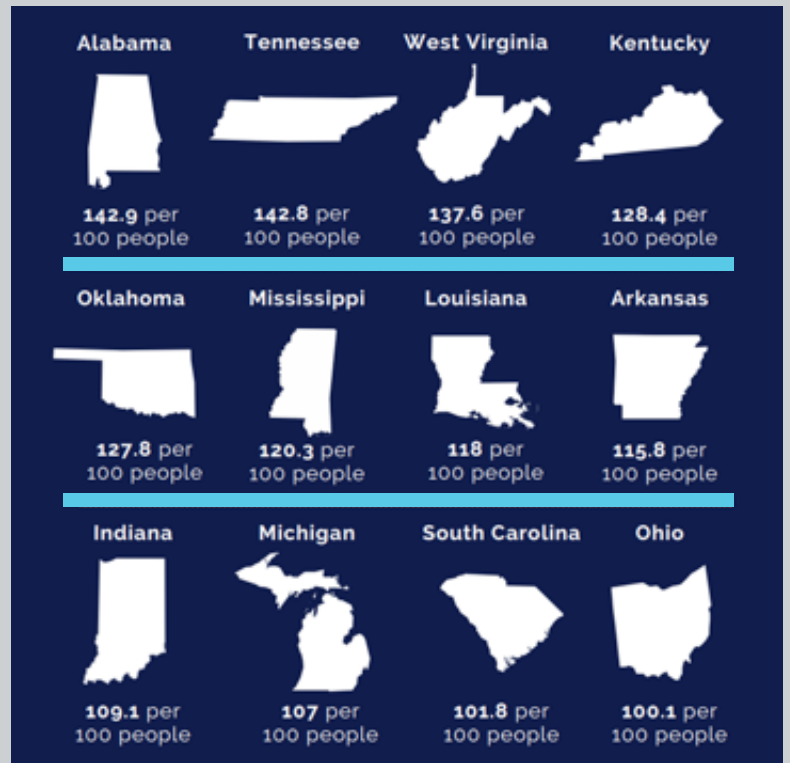 Alabama
142.9 per
100 people
Tennessee
142.8 per
100 people
West Virginia
137.6 per
100 people
Kentucky
128.4 per
100 people
Oklahoma
127.8 per
100 people
Mississippi
120.3 per
100 people
Louisiana
118 per
100 people
Arkansas
115.8 per
100 people
Indiana
109.1 per
100 people
Michigan
107 per
100 people
South Carolina
101.8 per
100 people
Ohio
100.1 per
100 people